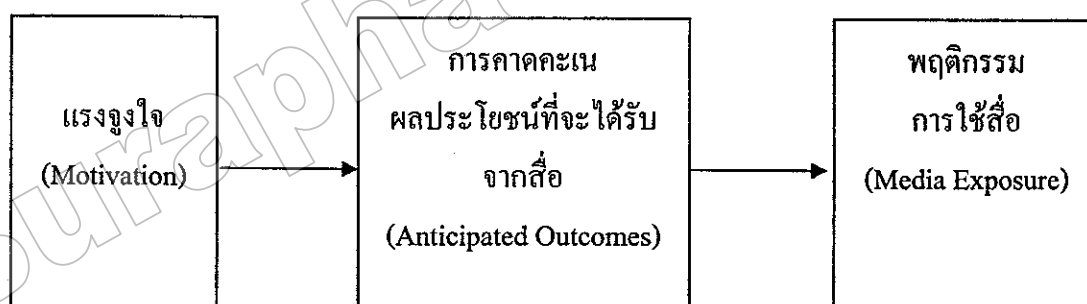 แรงจูงใจ
(Motivation)
การคาดคะเน
ผลประโยชน์ที่จะได้รับ
จากสื่อ
(Anticipated Outcomes)
พฤติกรรม
การใช้สื่อ
(Media Exposure)